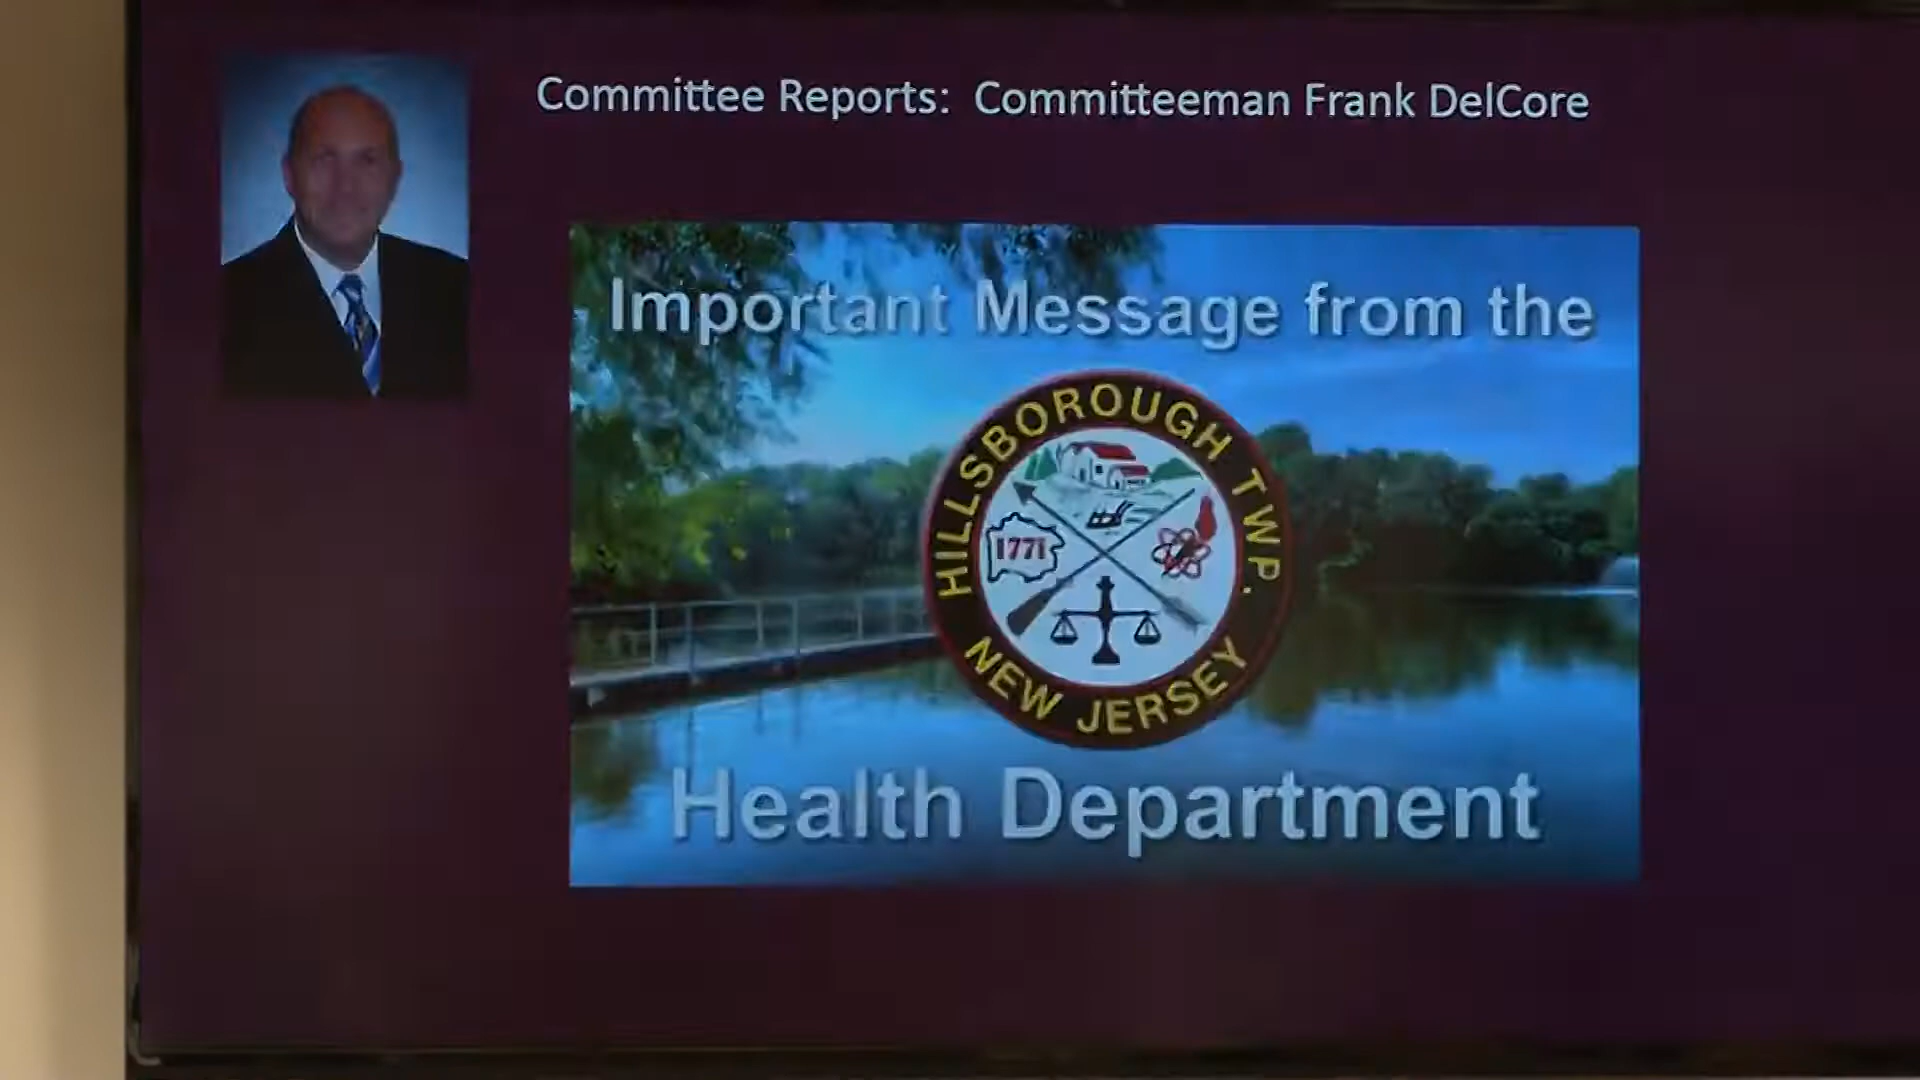 Committee Reports: Committeeman Frank DelCore
Important Message from the
HILLSBOROUGH TWP.
1771
NEW JERSEY
Health Department